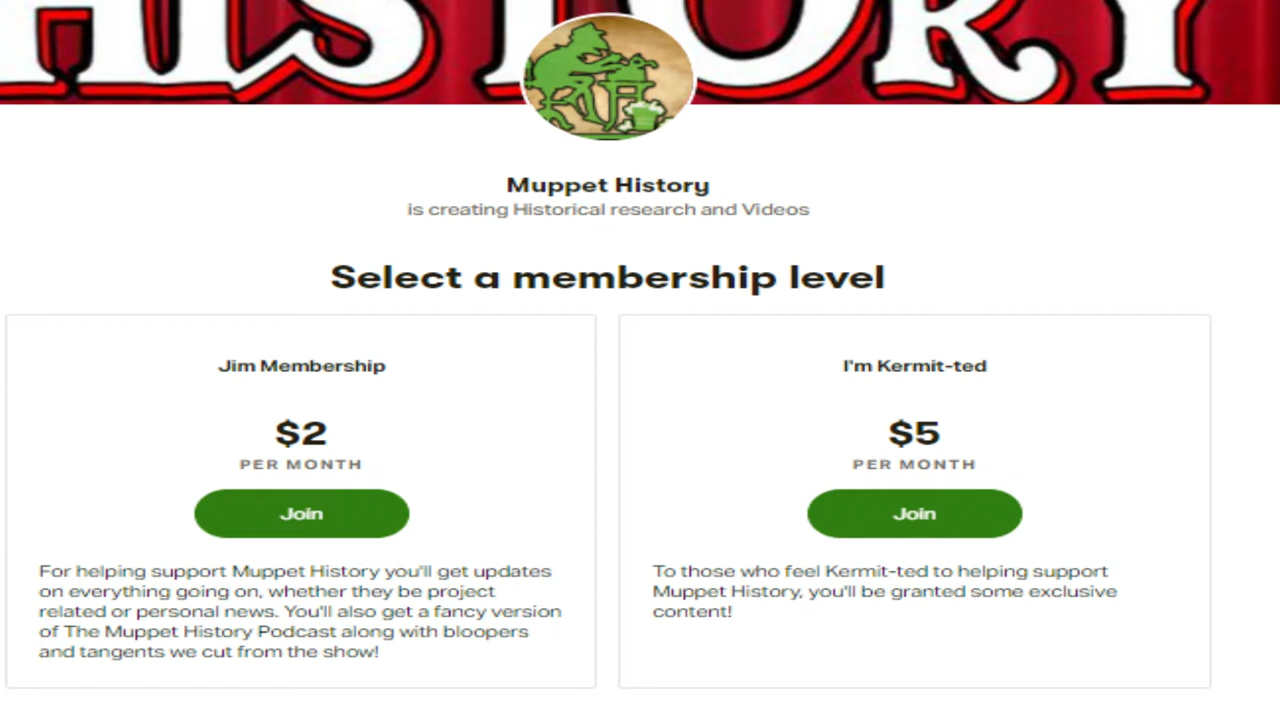 HISTORY
Muppet History
is creating Historical research and Videos
Select a membership level
Jim Membership
$2
PER MONTH
Join
For helping support Muppet History you'll get updates
on everything going on, whether they be project
related or personal news. You'll also get a fancy version
of The Muppet History Podcast along with bloopers
and tangents we cut from the show!
I'm Kermit-ted
$5
PER MONTH
Join
To those who feel Kermit-ted to helping support
Muppet History, you'll be granted some exclusive
content!